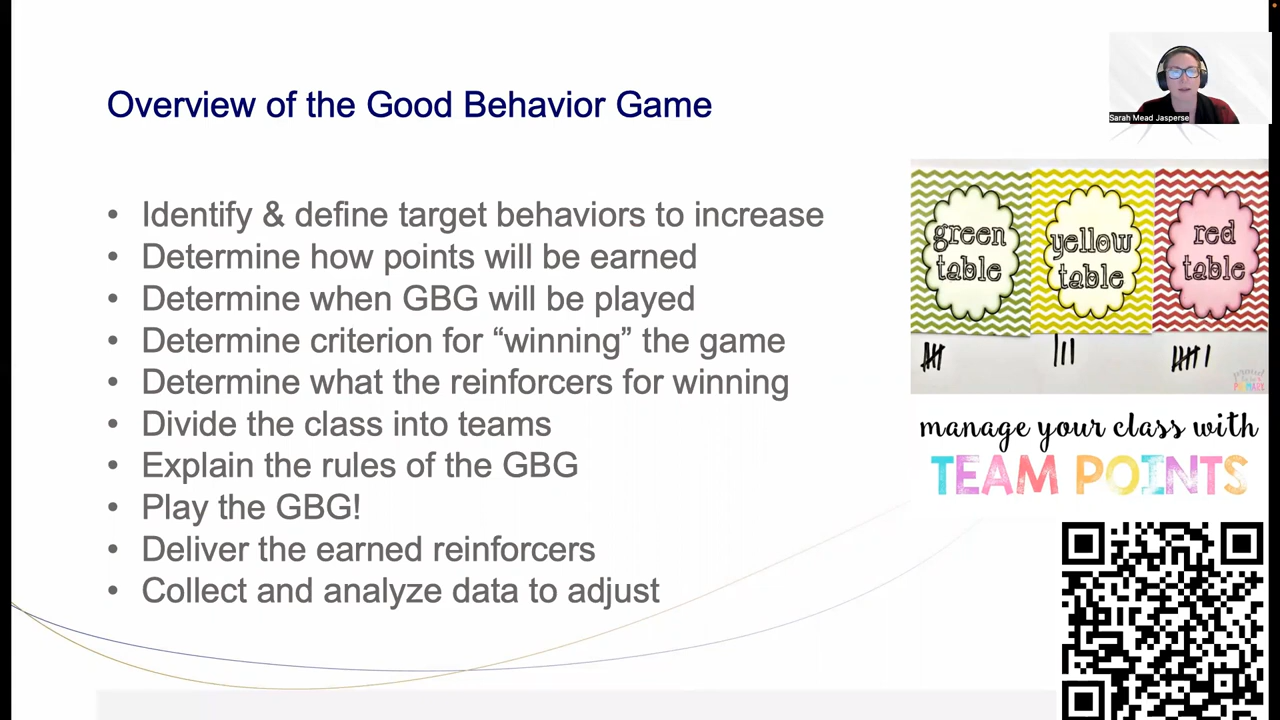 Overview of the Good Behavior Game
• Identify & define target behaviors to increase
• Determine how points will be earned
• Determine when GBG will be played
• Determine criterion for “winning” the game
• Determine what the reinforcers for winning
• Divide the class into teams
• Explain the rules of the GBG
• Play the GBG!
• Deliver the earned reinforcers
• Collect and analyze data to adjust
Sarah Mead Jasperse
green
table
yellow
table
red
table
PRIMARY
manage your class with
TEAM POINTS